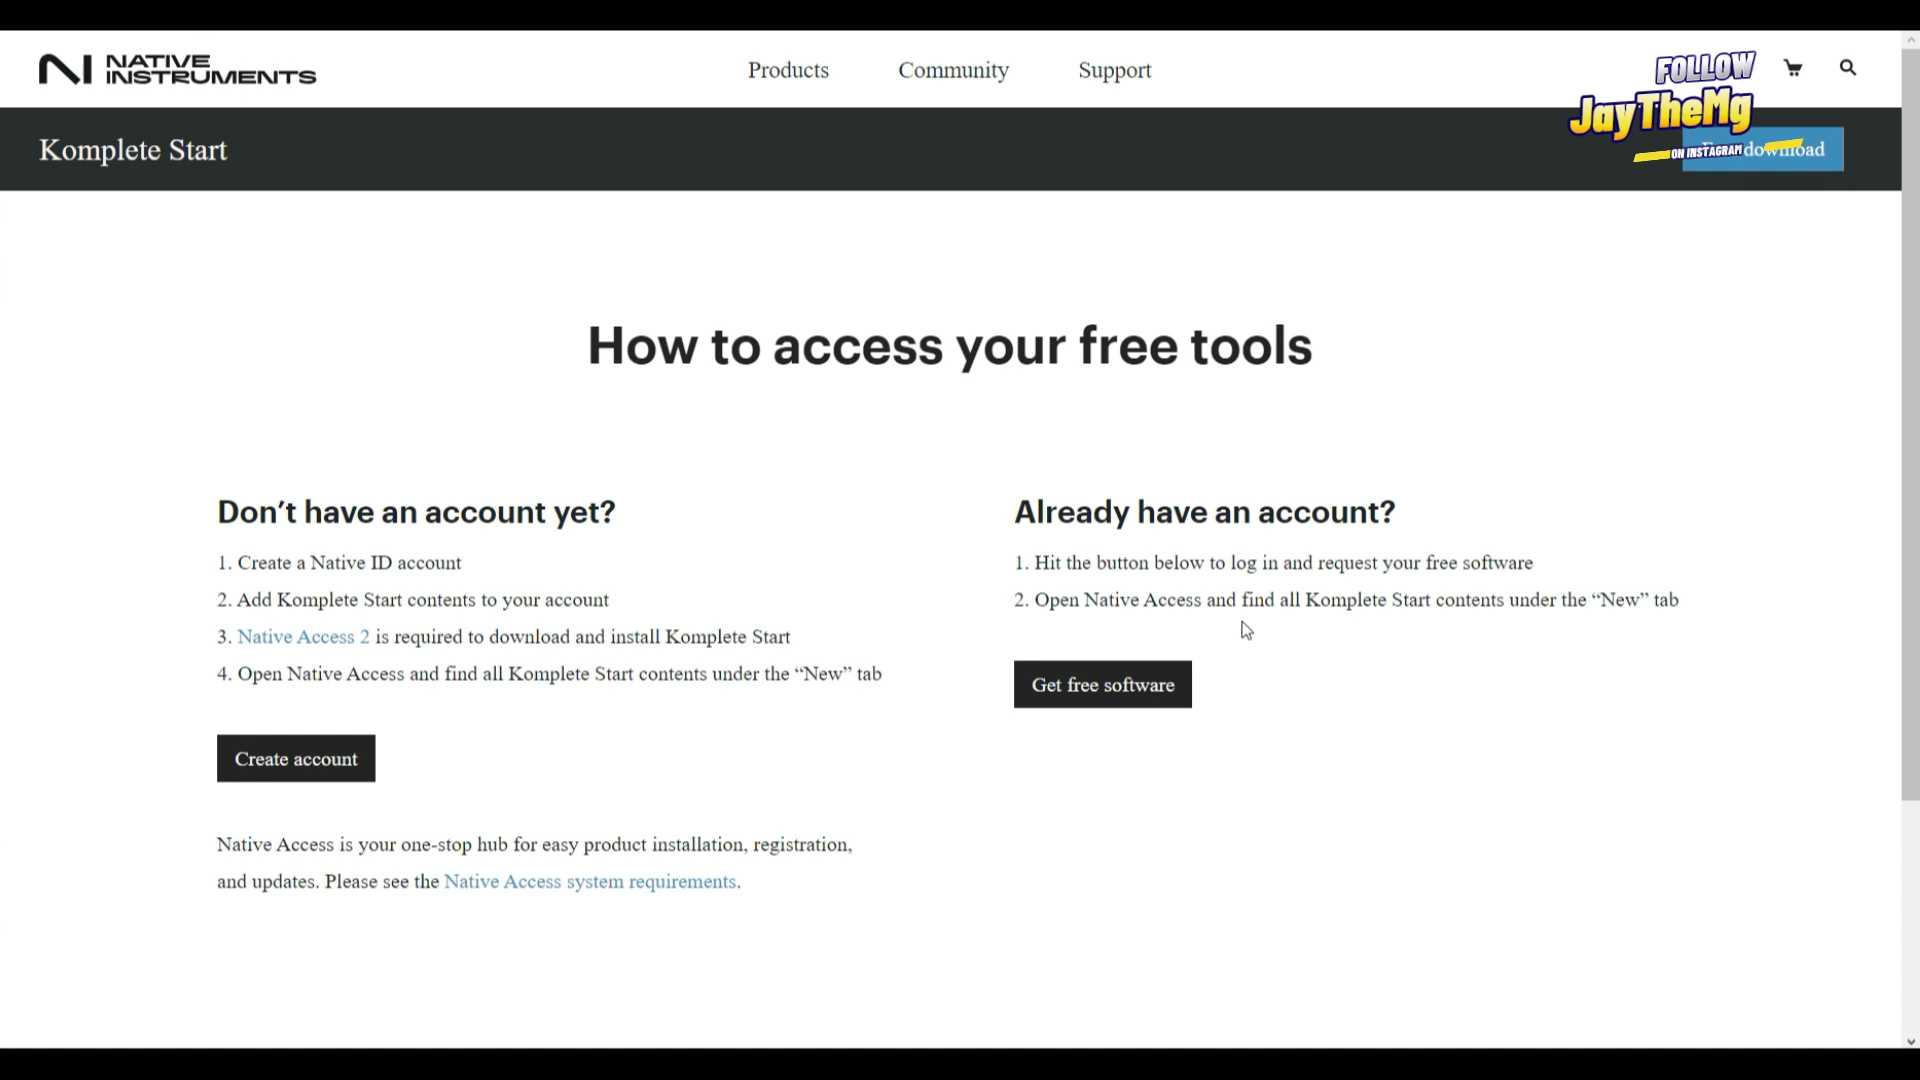 NATIVE
INSTRUMENTS
Products
Community
Support
FOLLOW
JayTheMg
ON INSTAGRAM
Komplete Start
download
How to access your free tools
Don’t have an account yet?
1. Create a Native ID account
2. Add Komplete Start contents to your account
3. Native Access 2 is required to download and install Komplete Start
4. Open Native Access and find all Komplete Start contents under the “New” tab
Create account
Native Access is your one-stop hub for easy product installation, registration,
and updates. Please see the Native Access system requirements.
Already have an account?
1. Hit the button below to log in and request your free software
2. Open Native Access and find all Komplete Start contents under the “New” tab
Get free software